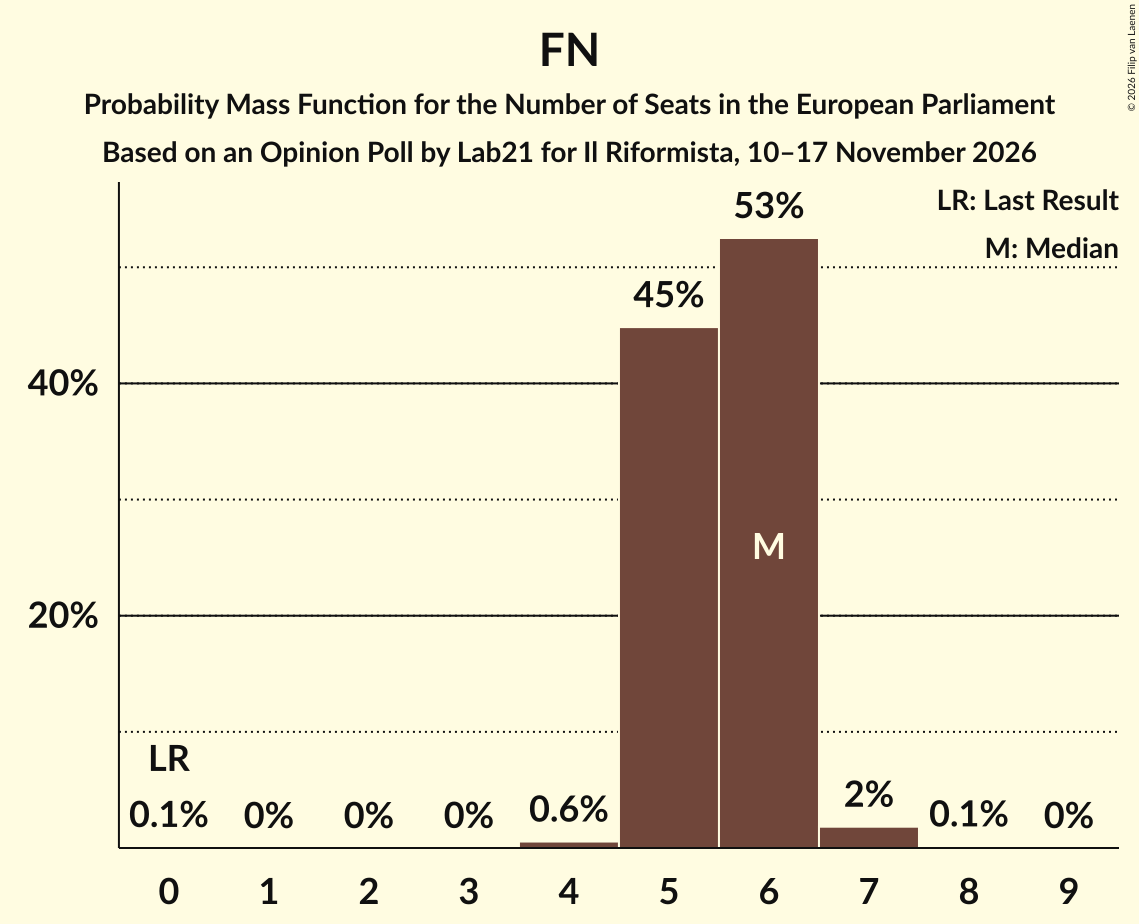 FN
Probability Mass Function for the Number of Seats in the European Parliament
Based on an Opinion Poll by Lab21 for Il Riformista, 10–17 November 2026
© 2026 Filip van Laenen
LR: Last Result
M: Median
53%
45%
40%
M
20%
LR
0.1% 0% 0% 0% 0.6% 2% 0.1% 0%
0 1 2 3 4 5 6 7 8 9